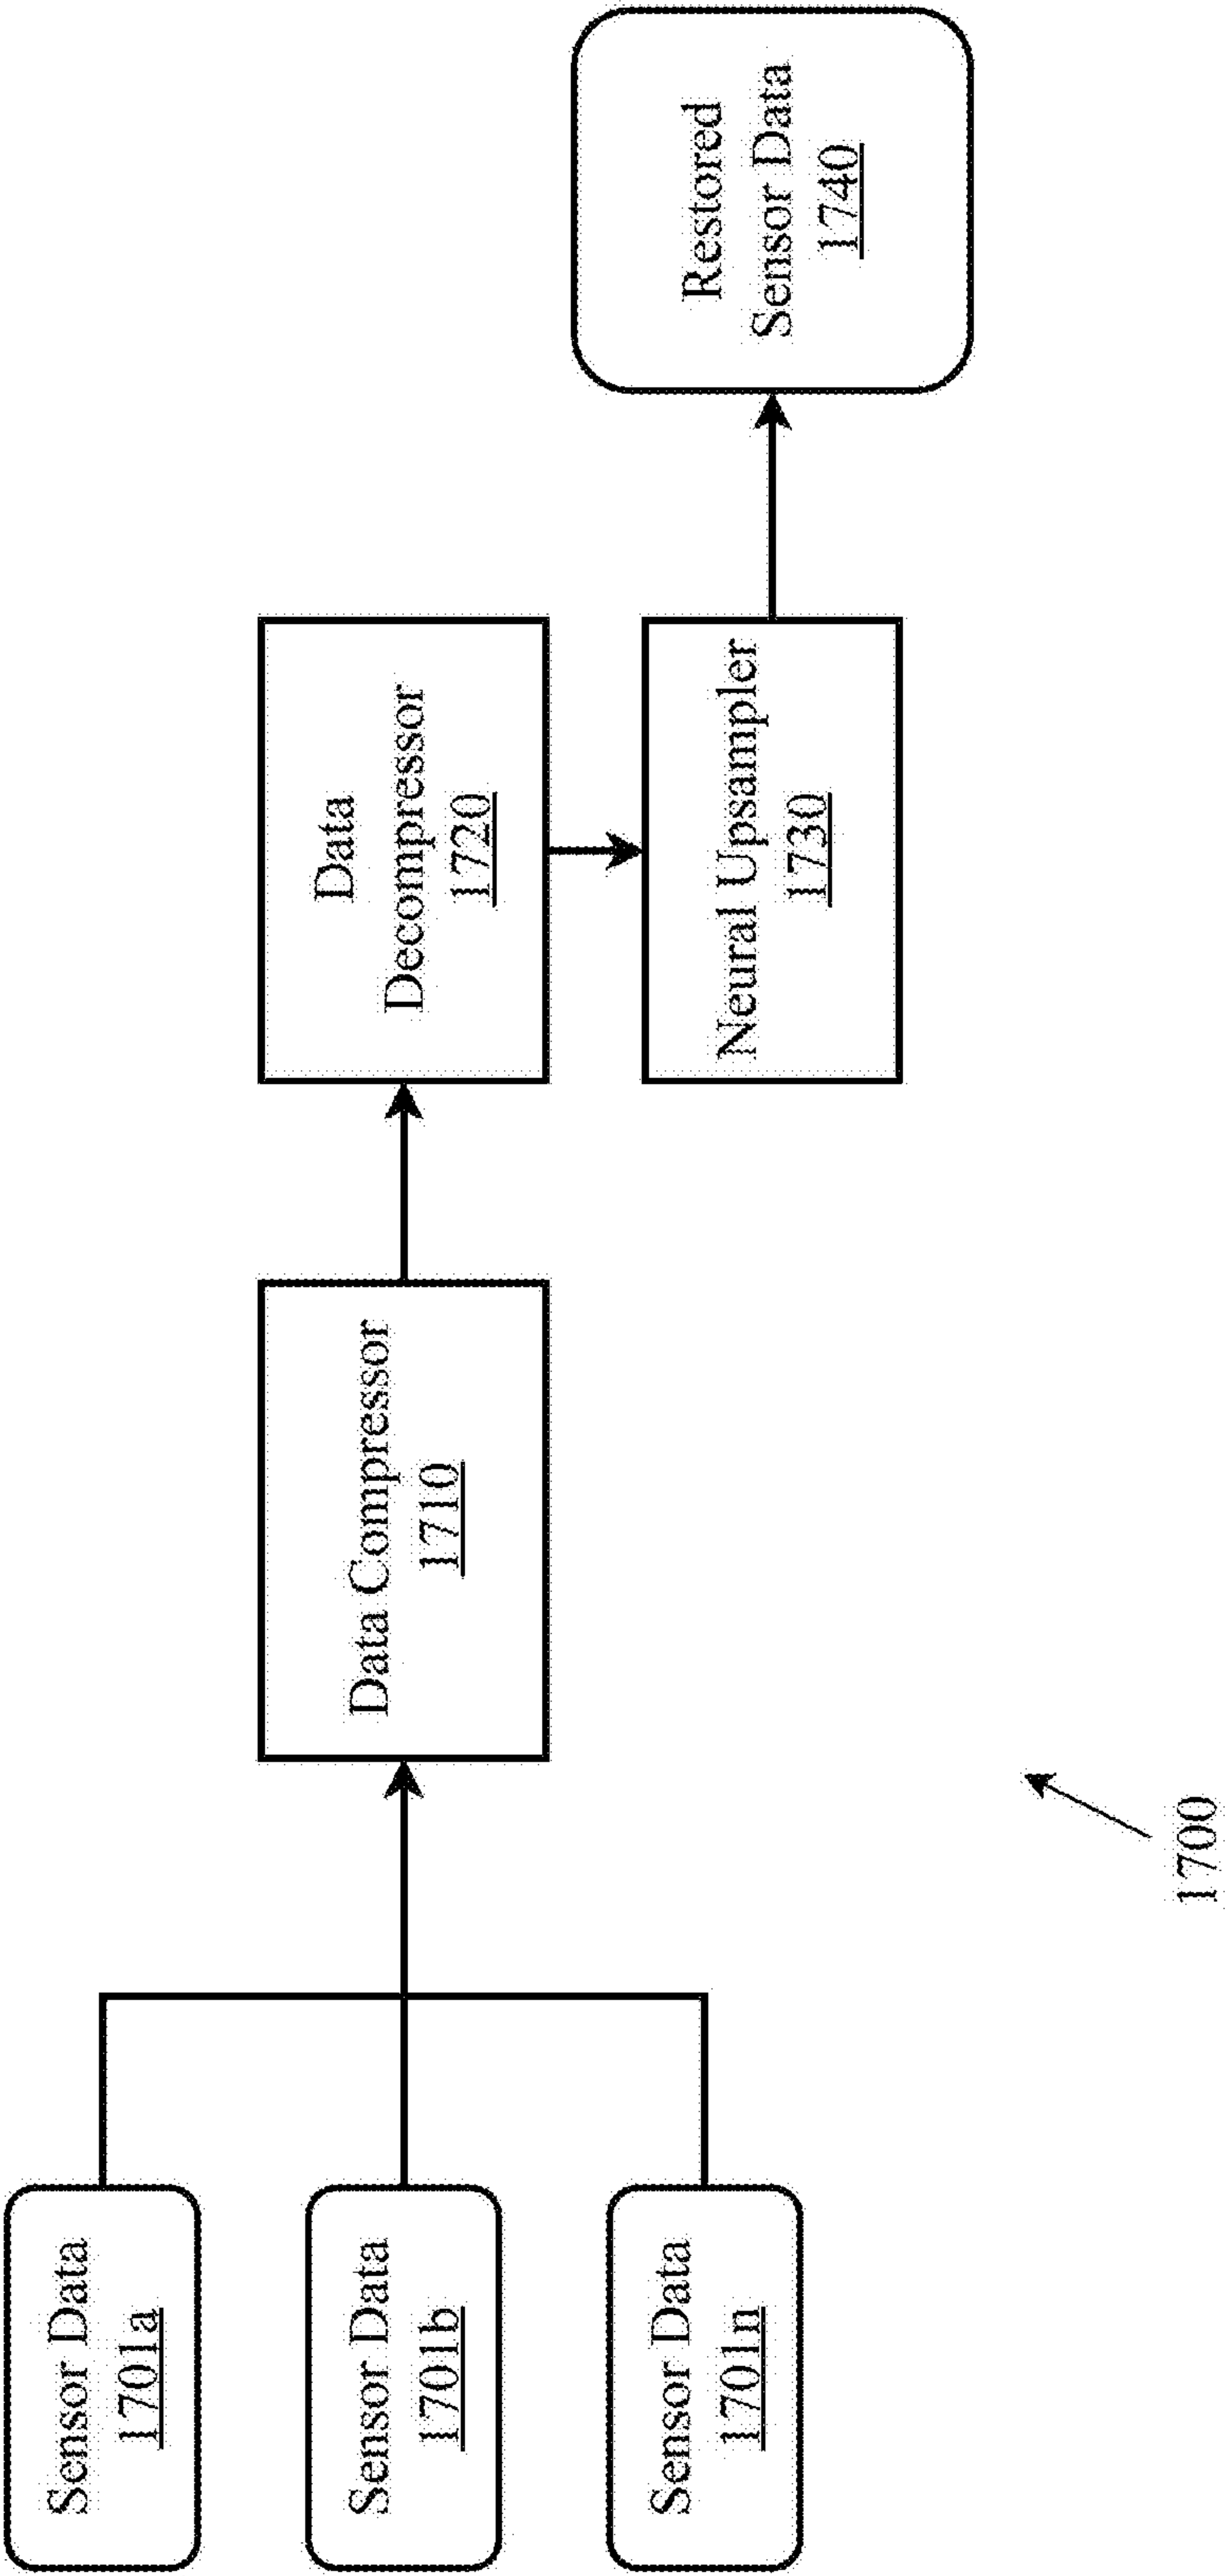 Sensor Data
1701a
Sensor Data
1701b
Sensor Data
1701n
Data Compressor
1710
Data
Decompressor
1720
Neural Upsampler
1730
Restored
Sensor Data
1740
1700